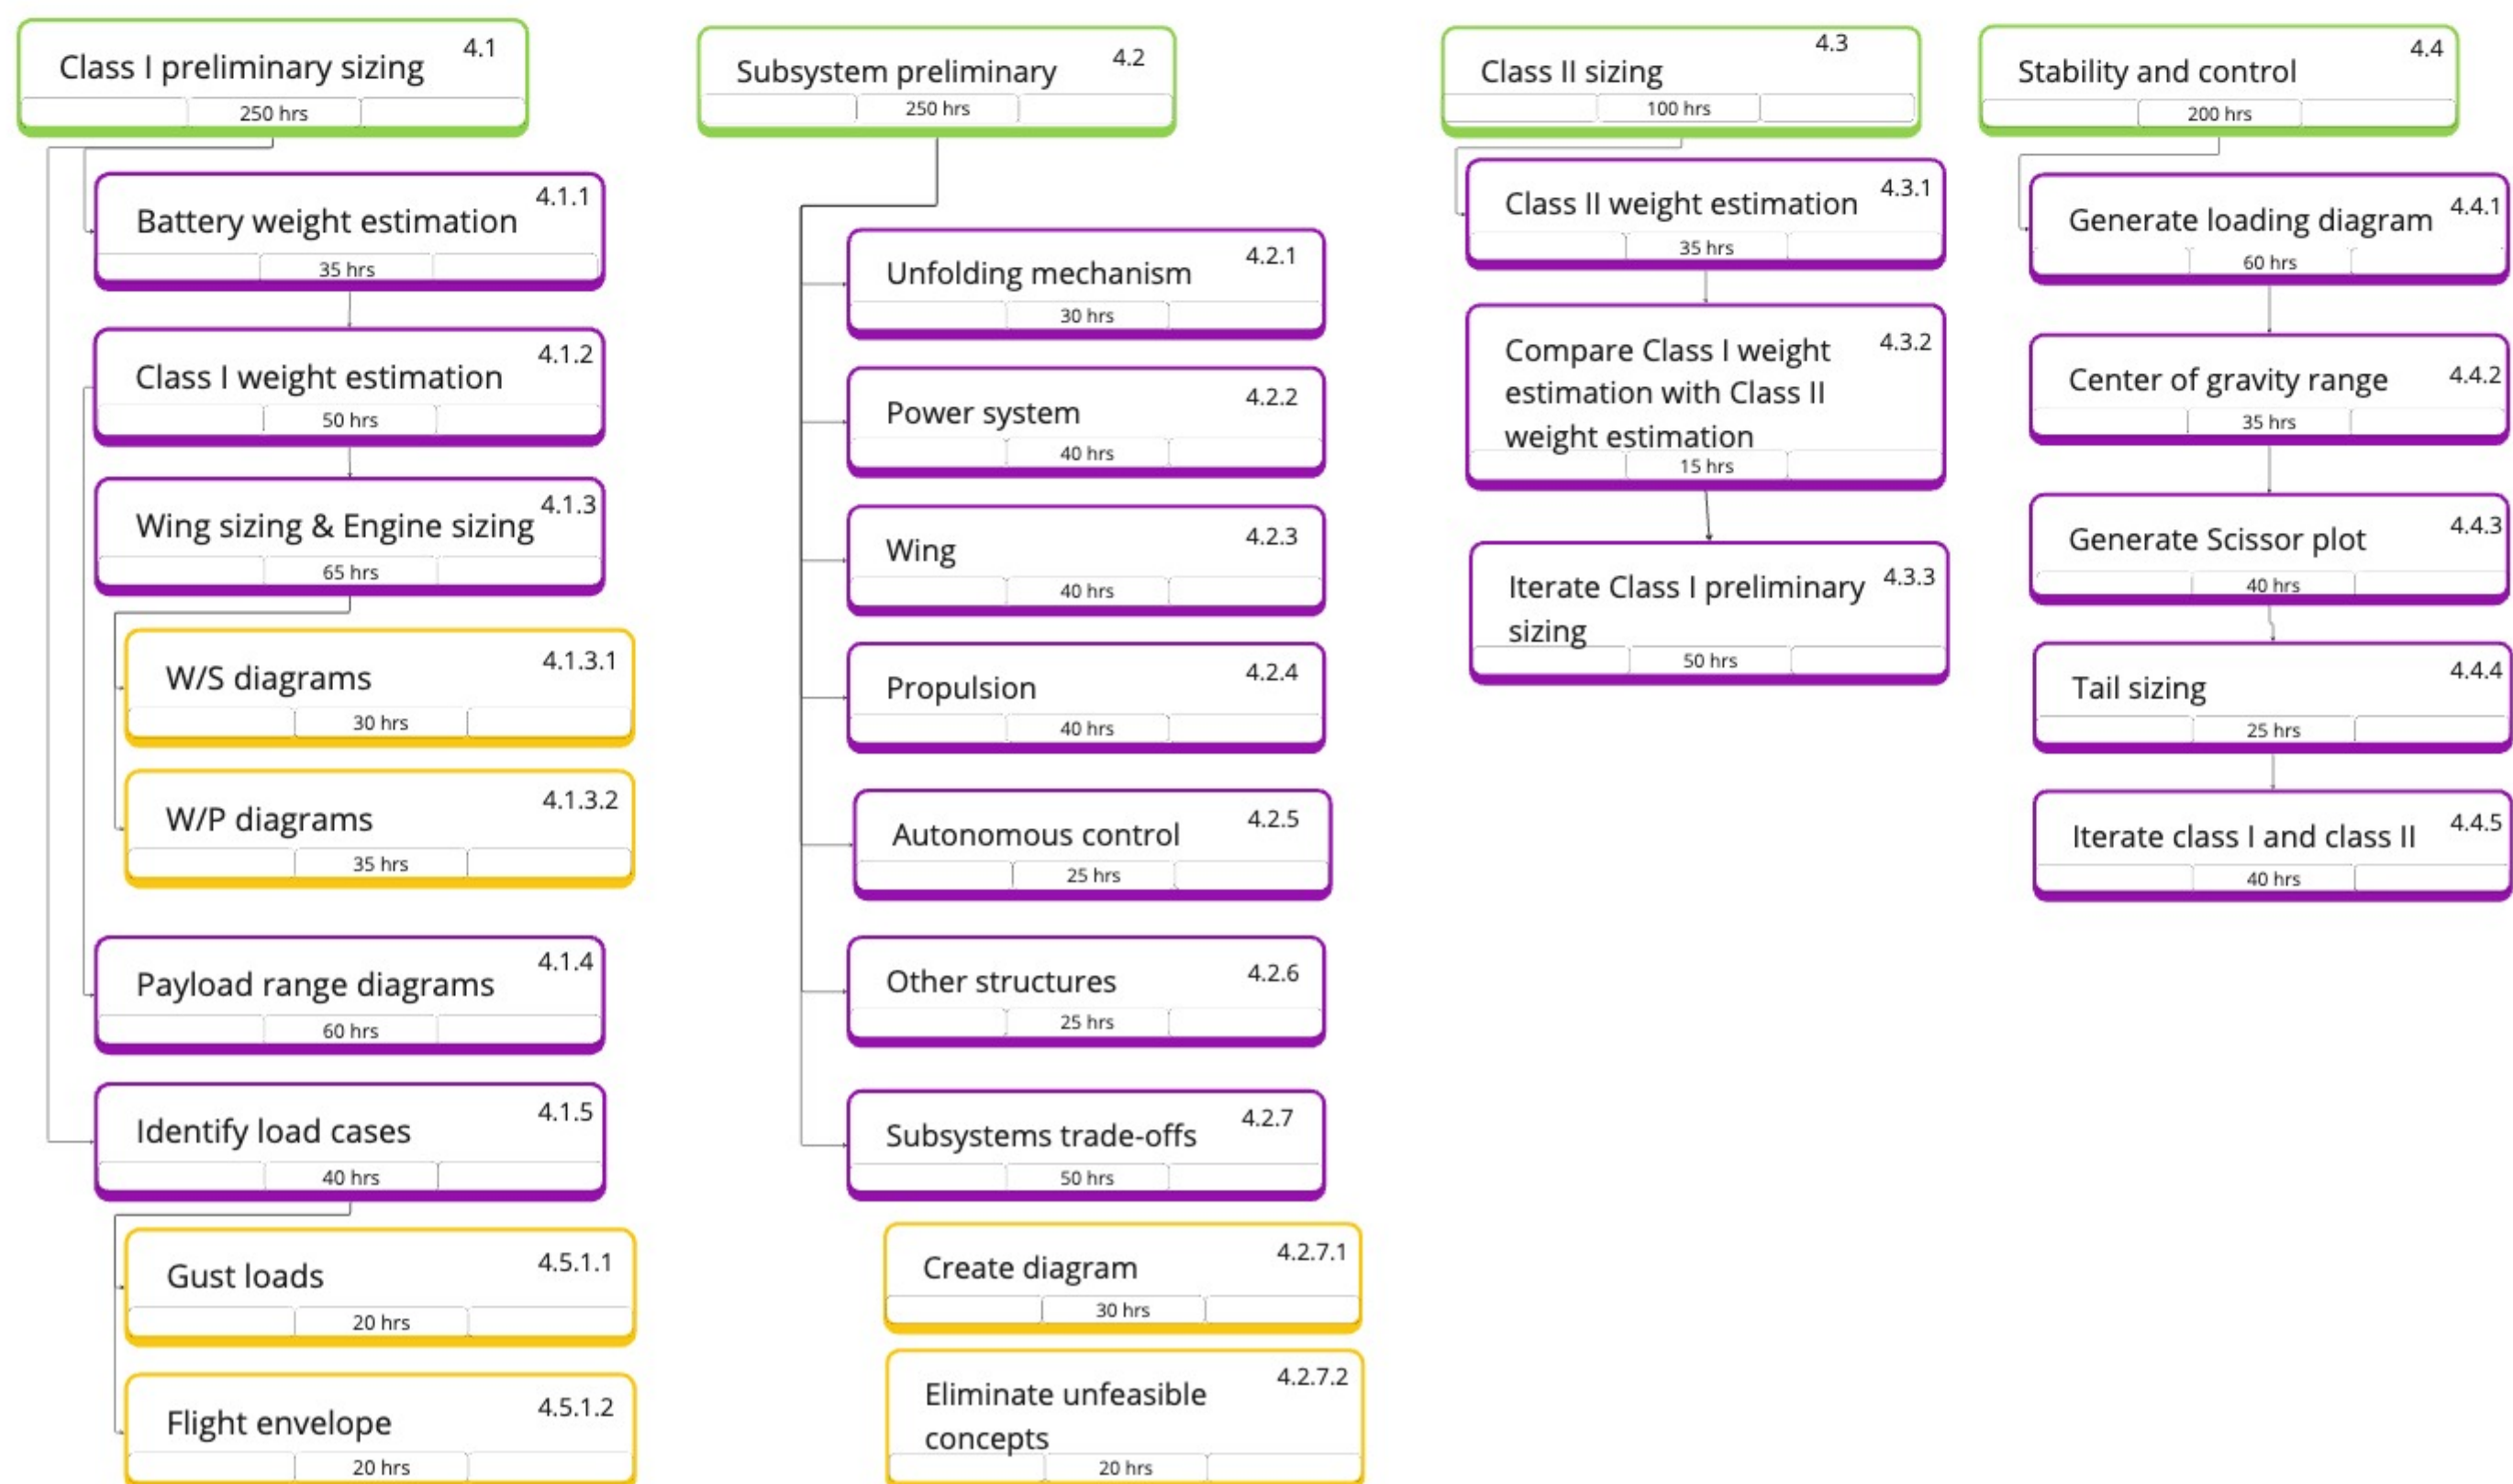 Class I preliminary sizing
4.1
250 hrs
Battery weight estimation
4.1.1
35 hrs
Class I weight estimation
4.1.2
50 hrs
Wing sizing & Engine sizing
4.1.3
65 hrs
W/S diagrams
4.1.3.1
30 hrs
W/P diagrams
4.1.3.2
35 hrs
Payload range diagrams
4.1.4
60 hrs
Identify load cases
4.1.5
40 hrs
Gust loads
4.5.1.1
20 hrs
Flight envelope
4.5.1.2
20 hrs
Subsystem preliminary
4.2
250 hrs
Unfolding mechanism
4.2.1
30 hrs
Power system
4.2.2
40 hrs
Wing
4.2.3
40 hrs
Propulsion
4.2.4
40 hrs
Autonomous control
4.2.5
25 hrs
Other structures
4.2.6
25 hrs
Subsystems trade-offs
4.2.7
50 hrs
Create diagram
4.2.7.1
30 hrs
Eliminate unfeasible
concepts
4.2.7.2
20 hrs
Class II sizing
4.3
100 hrs
Class II weight estimation
4.3.1
35 hrs
Compare Class I weight
estimation with Class II
weight estimation
4.3.2
15 hrs
Iterate Class I preliminary
sizing
4.3.3
50 hrs
Stability and control
4.4
200 hrs
Generate loading diagram
4.4.1
60 hrs
Center of gravity range
4.4.2
35 hrs
Generate Scissor plot
4.4.3
40 hrs
Tail sizing
4.4.4
25 hrs
Iterate class I and class II
4.4.5
40 hrs